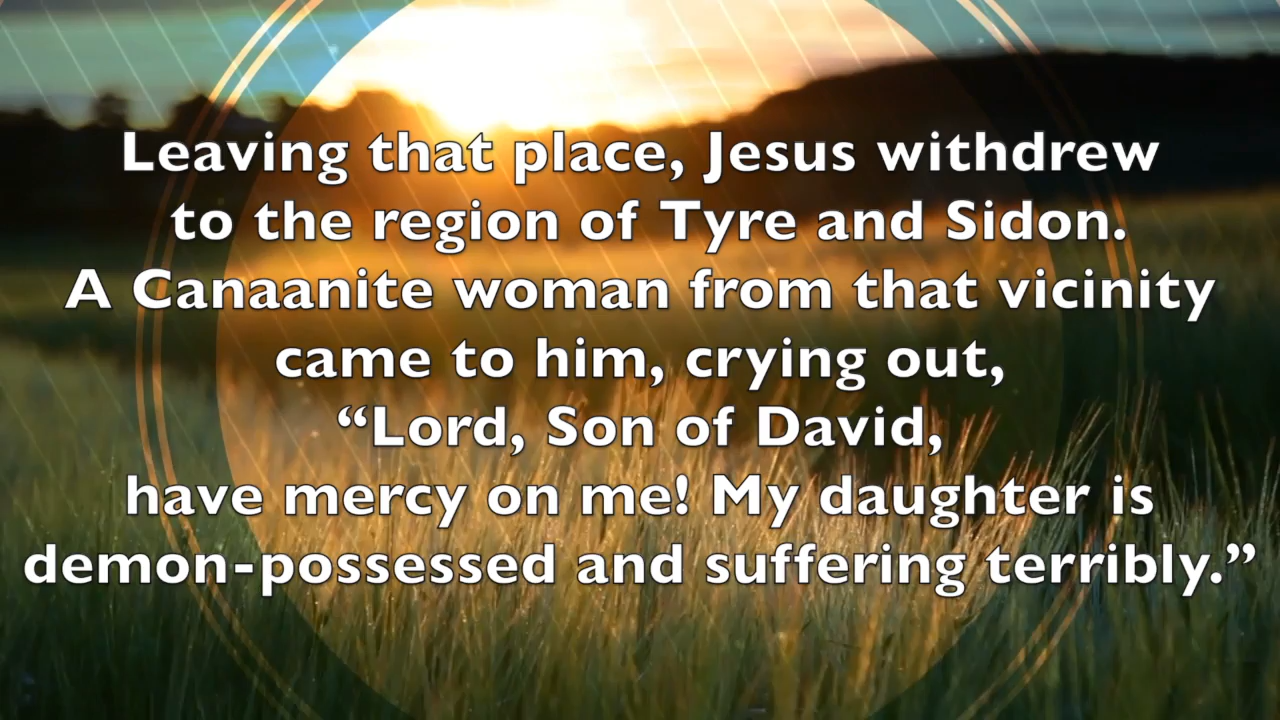 Leaving that place, Jesus withdrew
to the region of Tyre and Sidon.
A Canaanite woman from that vicinity
came to him, crying out,
“Lord, Son of David,
have mercy on me! My daughter is
demon-possessed and suffering terribly.”